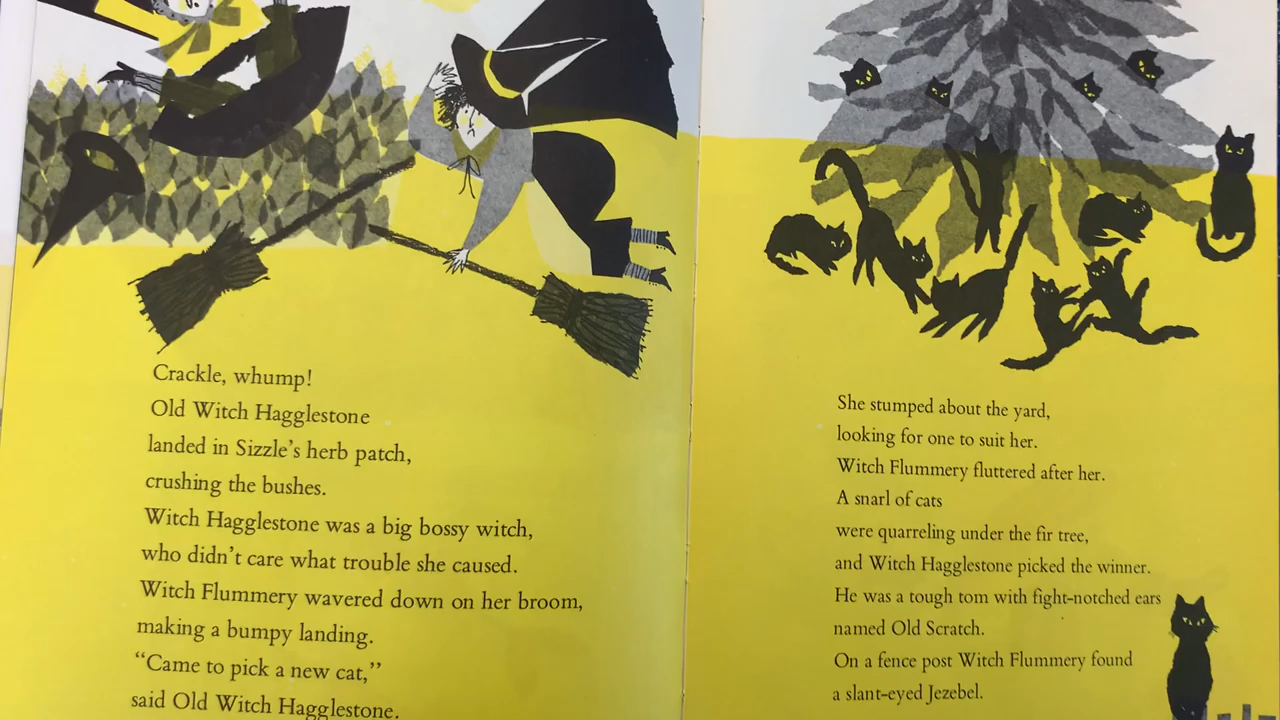 Crackle, whump!
Old Witch Hagglestone
landed in Sizzle's herb patch,
crushing the bushes.
Witch Hagglestone was a big bossy witch,
who didn't care what trouble she caused.
Witch Flummery wavered down on her broom,
making a bumpy landing.
"Came to pick a new cat,"
said Old Witch Hagglestone.
She stumped about the yard,
looking for one to suit her.
Witch Flummery fluttered after her.
A snarl of cats
were quarreling under the fir tree,
and Witch Hagglestone picked the winner.
He was a tough tom with fight-notched ears
named Old Scratch.
On a fence post Witch Flummery found
a slant-eyed Jezebel.